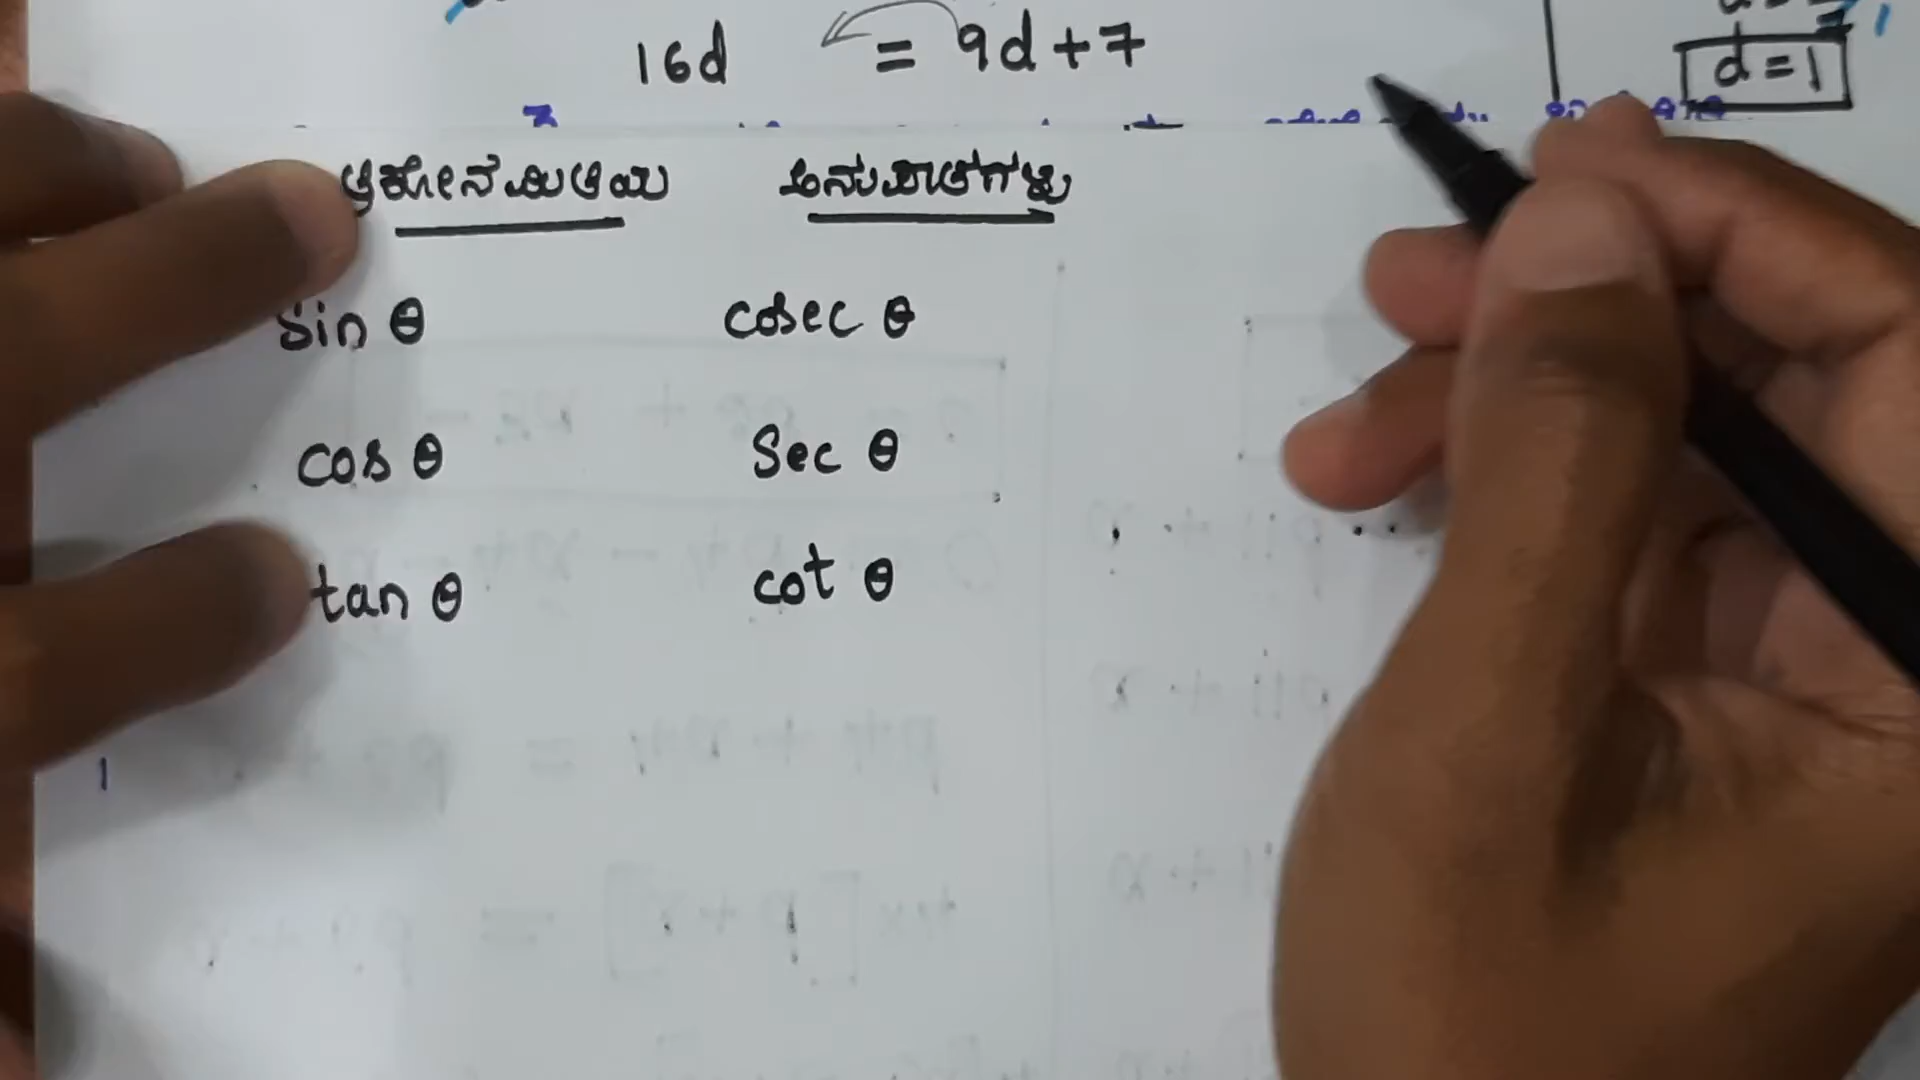 16d = 9d+7
d=1
ತ್ರಿಕೋನಮಿತಿಯ ಅನುಪಾತಗಳು
sin θ cosec θ
cos θ sec θ
tan θ cot θ